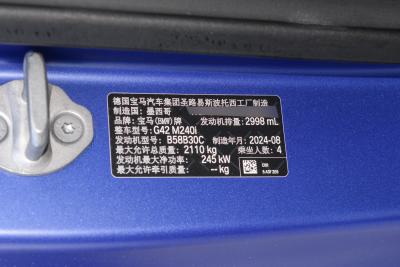 德国宝马汽车集团圣路易斯波托西工厂制造
制造国：墨西哥
品牌：宝马(BMW)牌 发动机排量：2998 mL
整车型号：G42 M240i
发动机型号：B58B30C 制造年月：2024-08
最大允许总质量：2110 kg 乘坐人数：4
发动机最大净功率：245 kW
最大允许牵引质量：-- kg